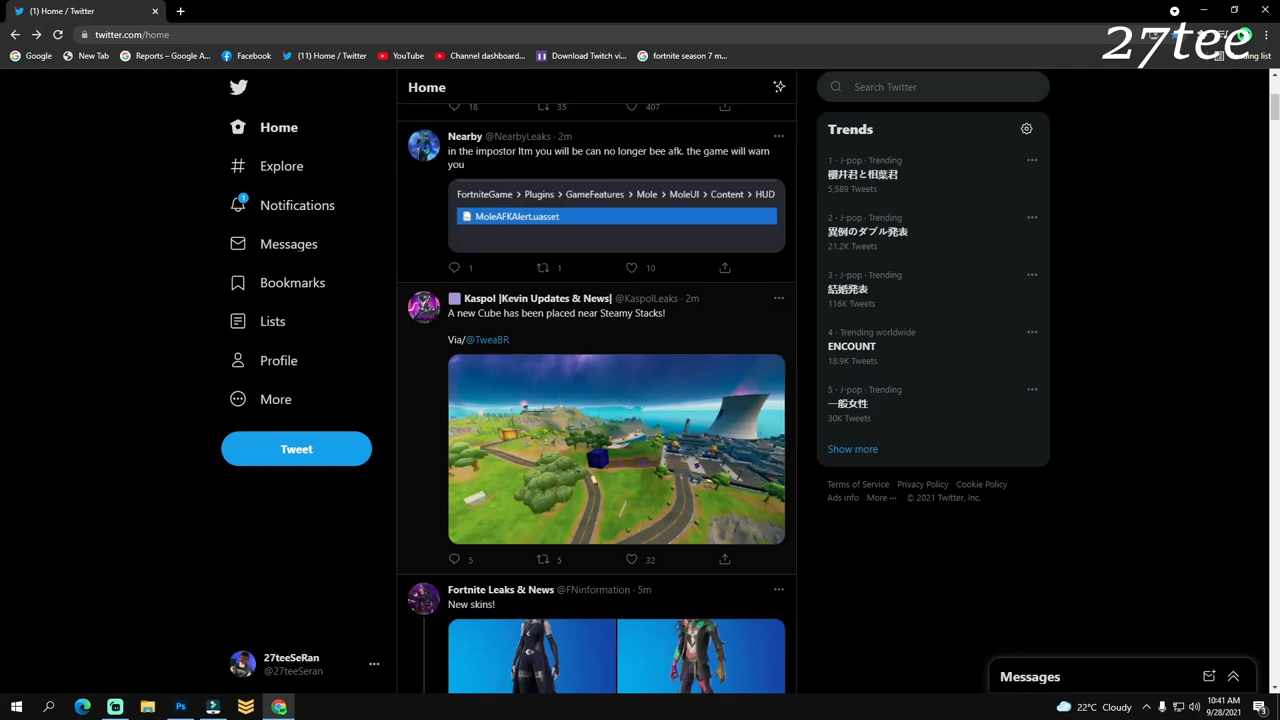 (1) Home / Twitter
twitter.com/home
27tee
Google
New Tab
Reports – Google A...
Facebook
(11) Home / Twitter
YouTube
Channel dashboard...
Download Twitch vi...
fortnite season 7 m...
Home
Explore
1
Notifications
Messages
Bookmarks
Lists
Profile
More
Tweet
27teeSeRan
@27teeSeran
Home
18 35 407
Nearby @NearbyLeaks · 2m
in the impostor ltm you will be can no longer bee afk. the game will warn
you
FortniteGame > Plugins > GameFeatures > Mole > MoleUI > Content > HUD
MoleAFKAlert.uasset
1 1 10
Kaspol |Kevin Updates & News| @KaspolLeaks · 2m
A new Cube has been placed near Steamy Stacks!
Via/@TweaBR
5 5 32
Fortnite Leaks & News @FNinformation · 5m
New skins!
Search Twitter
Trends
1 · J-pop · Trending
櫻井君と相葉君
5,589 Tweets
2 · J-pop · Trending
異例のダブル発表
21.2K Tweets
3 · J-pop · Trending
結婚発表
116K Tweets
4 · Trending worldwide
ENCOUNT
18.9K Tweets
5 · J-pop · Trending
一般女性
30K Tweets
Show more
Terms of Service Privacy Policy Cookie Policy
Ads info More ··· © 2021 Twitter, Inc.
Messages
Ps
22°C Cloudy
10:41 AM
9/28/2021
3